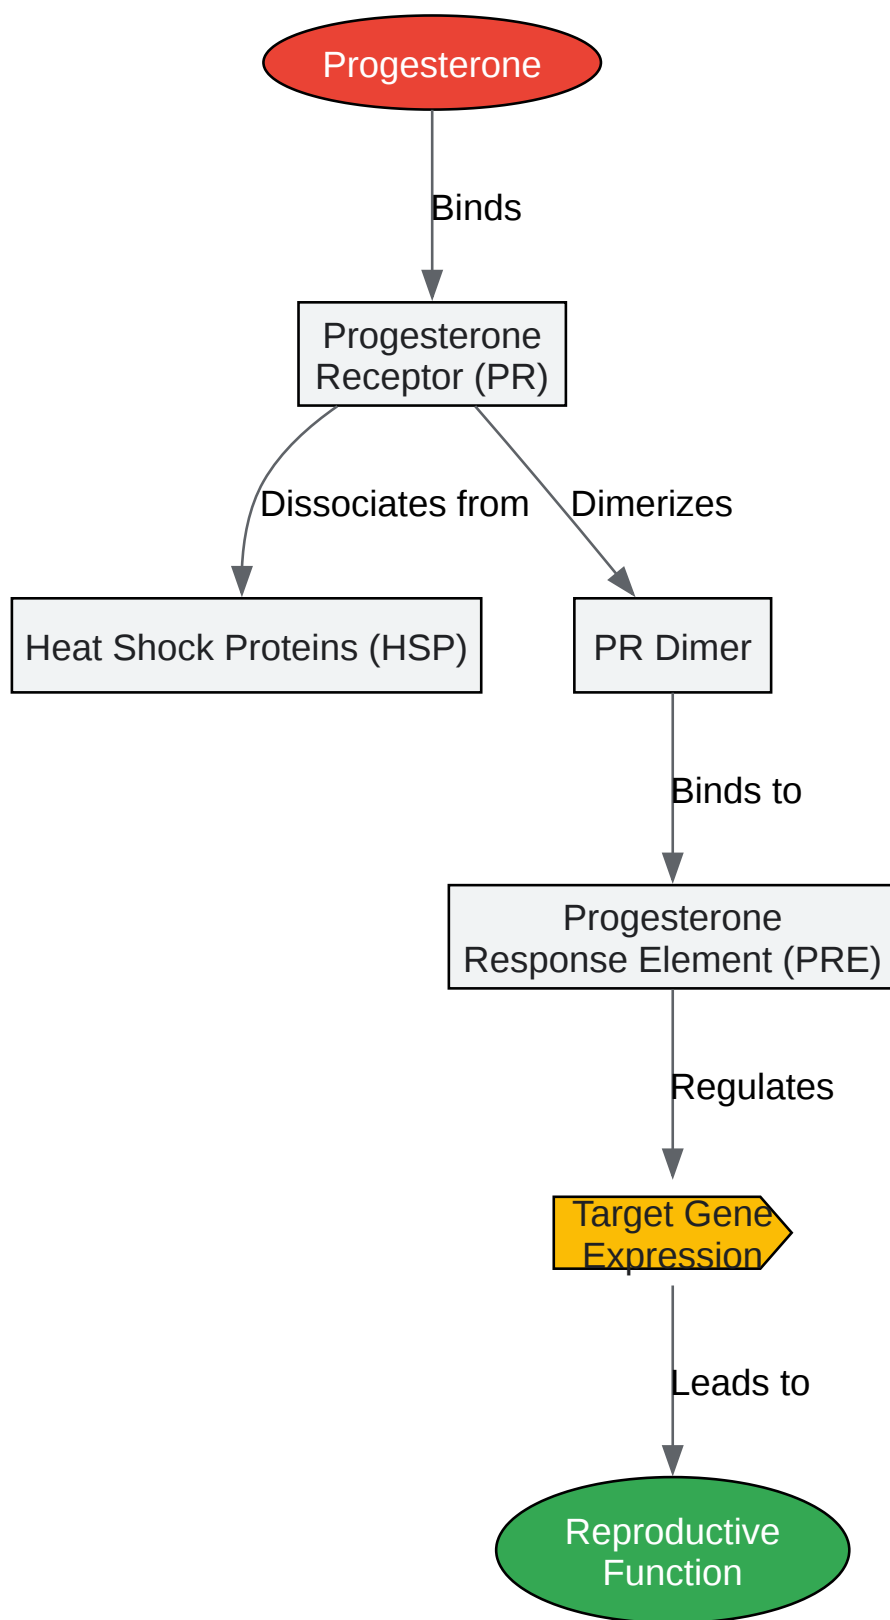 Progesterone
Binds
Progesterone
Receptor (PR)
Dissociates from
Dimerizes
Heat Shock Proteins (HSP)
PR Dimer
Binds to
Progesterone
Response Element (PRE)
Regulates
Target Gene
Expression
Leads to
Reproductive
Function